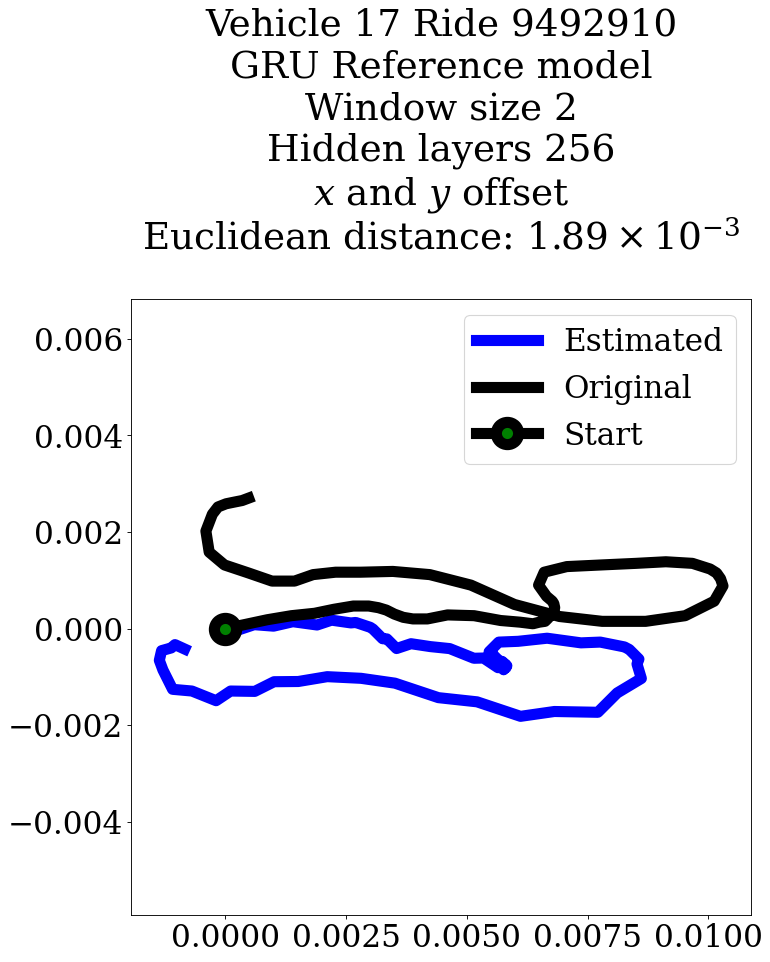 Vehicle 17 Ride 9492910
GRU Reference model
Window size 2
Hidden layers 256
x and y offset
Euclidean distance: 1.89 × 10⁻³
Estimated
Original
Start
0.006
0.004
0.002
0.000
−0.002
−0.004
0.0000 0.0025 0.0050 0.0075 0.0100